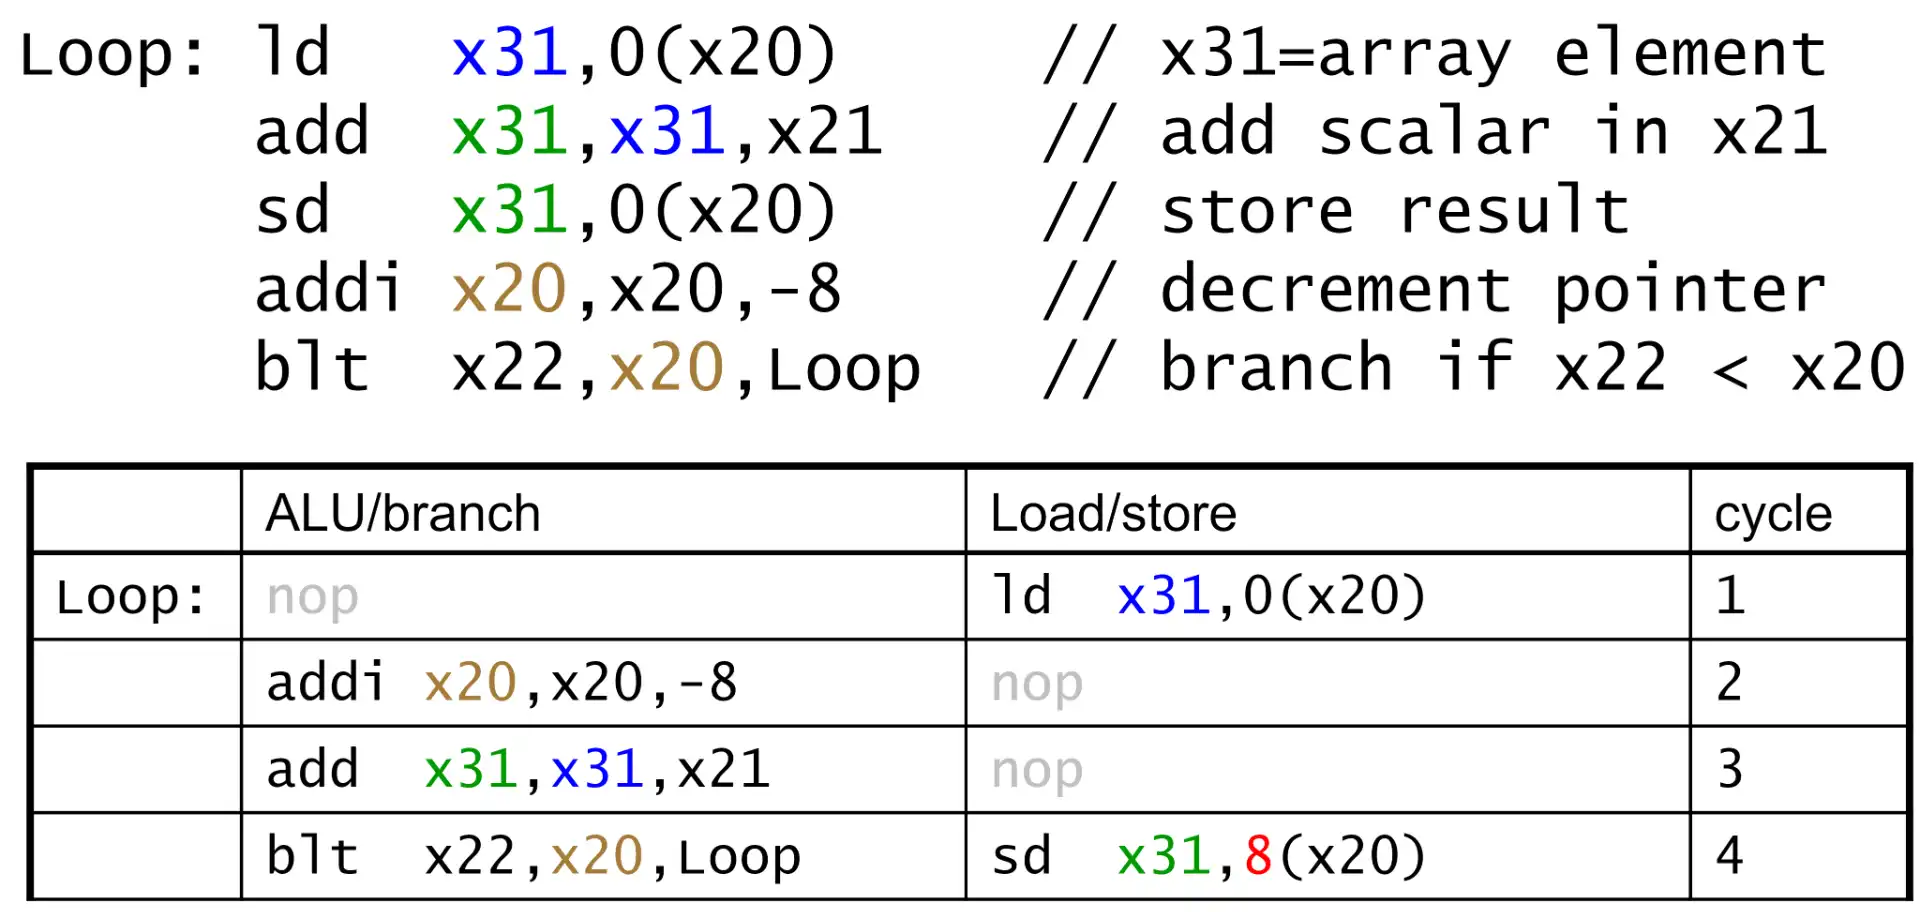 Loop: ld x31,0(x20) // x31=array element
add x31,x31,x21 // add scalar in x21
sd x31,0(x20) // store result
addi x20,x20,-8 // decrement pointer
blt x22,x20,Loop // branch if x22 < x20
ALU/branch Load/store cycle
Loop: nop ld x31,0(x20) 1
addi x20,x20,-8 nop 2
add x31,x31,x21 nop 3
blt x22,x20,Loop sd x31,8(x20) 4